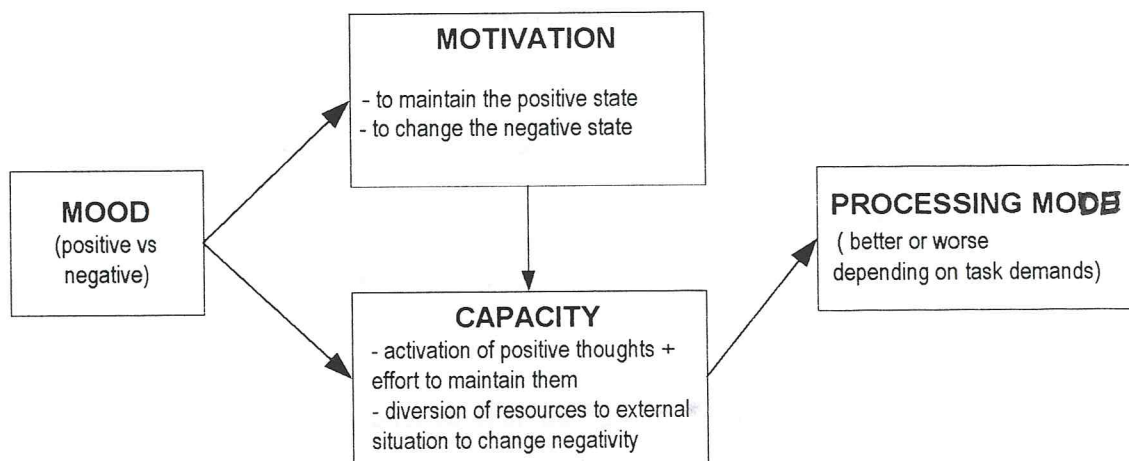 MOTIVATION
- to maintain the positive state
- to change the negative state
MOOD
(positive vs
negative)
PROCESSING MODE
( better or worse
depending on task demands)
CAPACITY
- activation of positive thoughts +
effort to maintain them
- diversion of resources to external
situation to change negativity